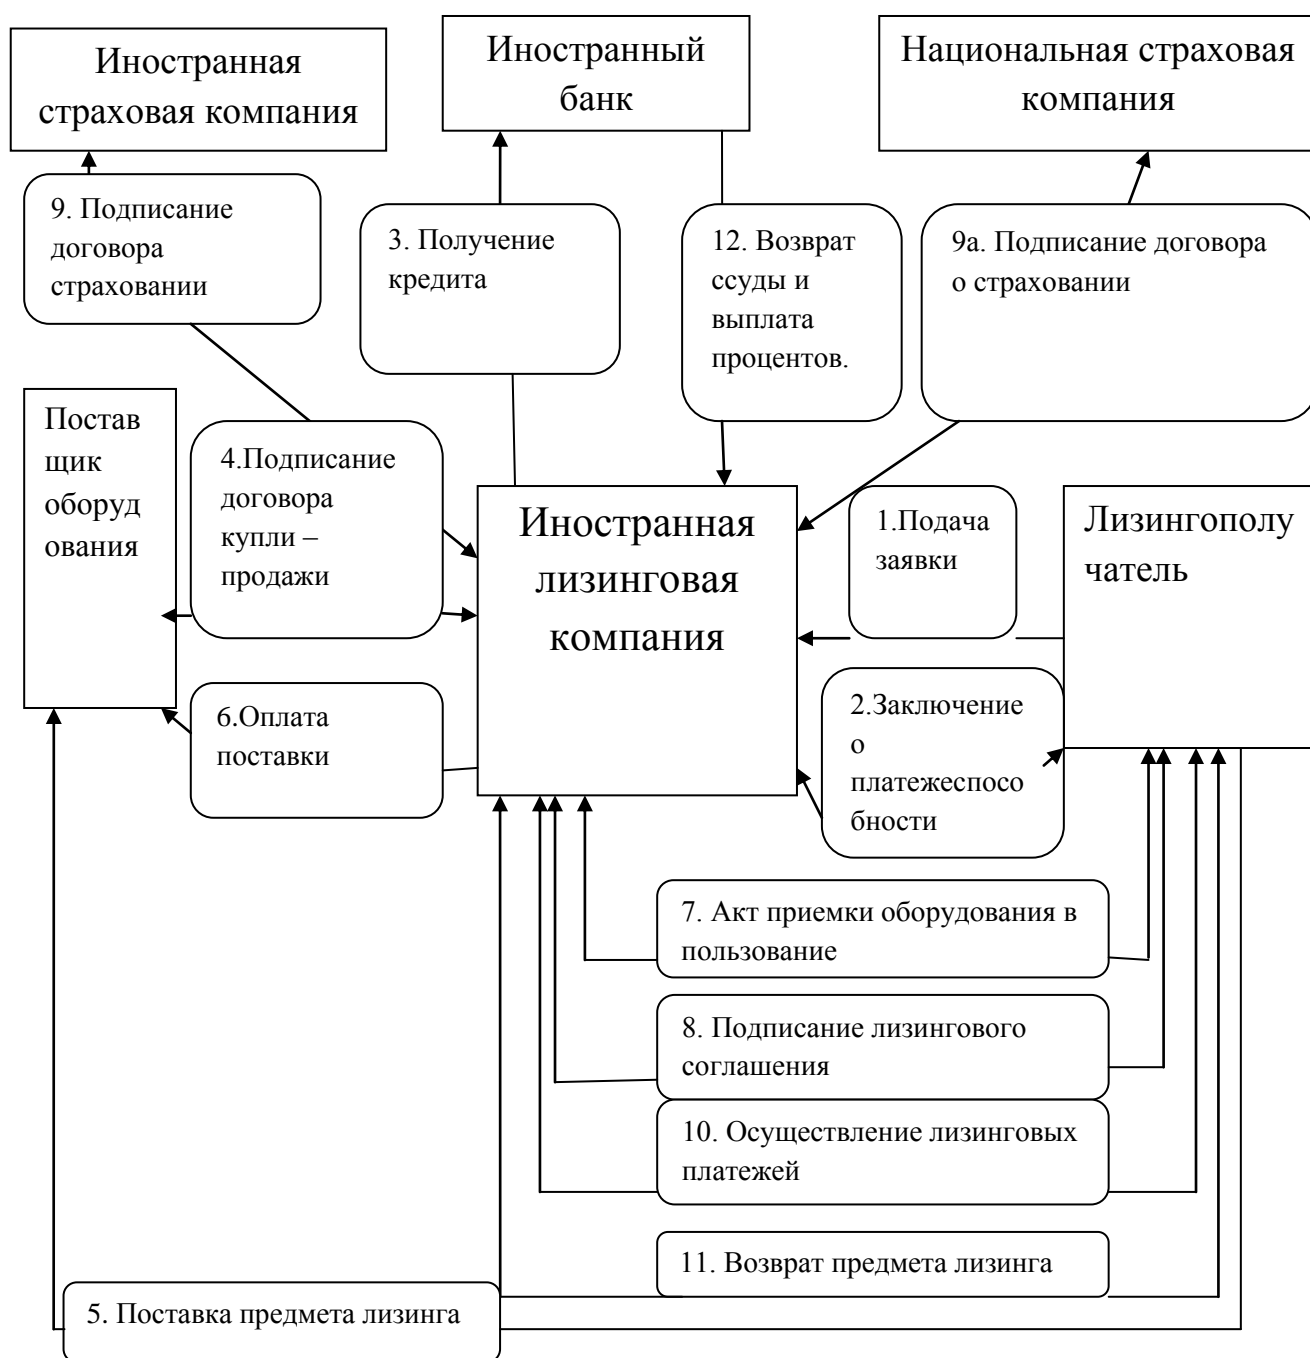 Иностранная
страховая компания
Иностранный
банк
Национальная страховая
компания
9. Подписание
договора
страховании
3. Получение
кредита
12. Возврат
ссуды и
выплата
процентов.
9а. Подписание договора
о страховании
Постав
щик
оборуд
ования
4.Подписание
договора
купли –
продажи
Иностранная
лизинговая
компания
1.Подача
заявки
Лизингополу
чатель
6.Оплата
поставки
2.Заключение
о
платежеспосо
бности
7. Акт приемки оборудования в
пользование
8. Подписание лизингового
соглашения
10. Осуществление лизинговых
платежей
11. Возврат предмета лизинга
5. Поставка предмета лизинга